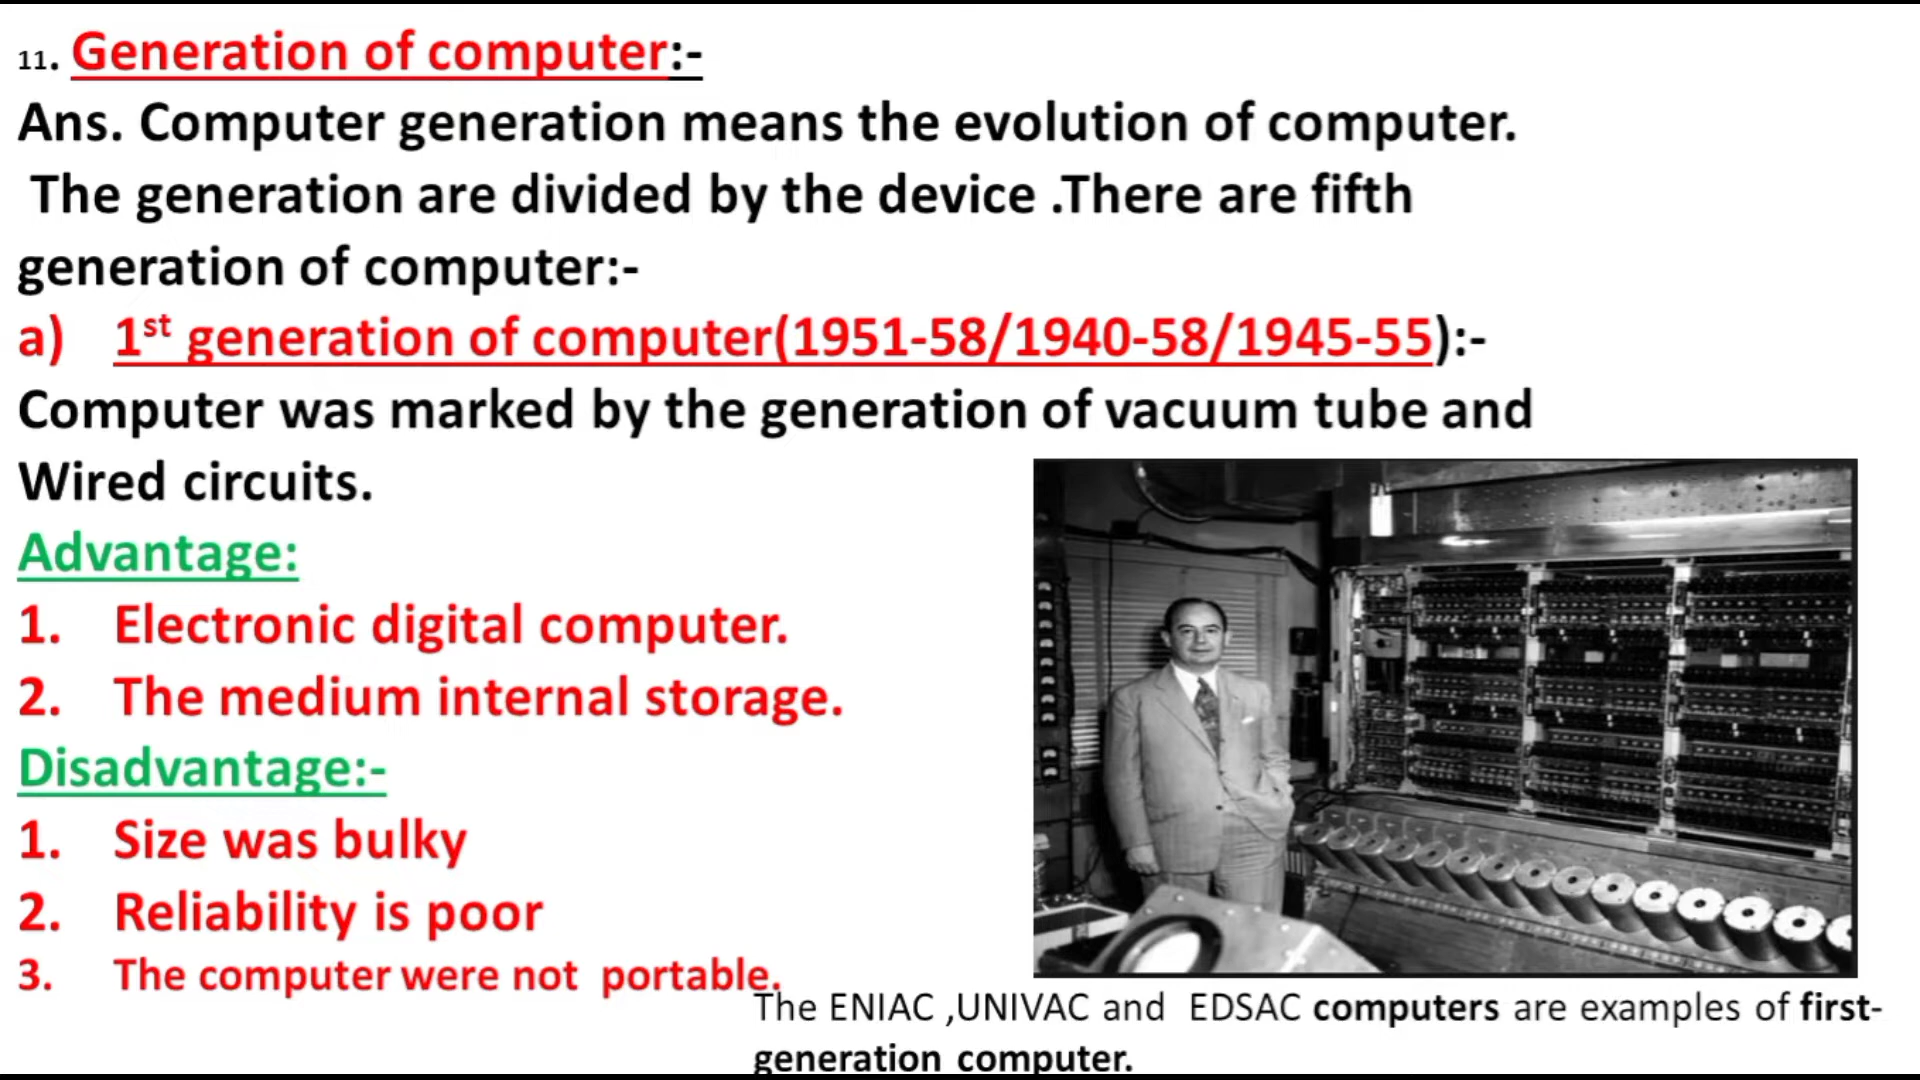 11. Generation of computer:-
Ans. Computer generation means the evolution of computer.
The generation are divided by the device .There are fifth
generation of computer:-
a) 1st generation of computer(1951-58/1940-58/1945-55):-
Computer was marked by the generation of vacuum tube and
Wired circuits.
Advantage:
1. Electronic digital computer.
2. The medium internal storage.
Disadvantage:-
1. Size was bulky
2. Reliability is poor
3. The computer were not portable.
The ENIAC ,UNIVAC and EDSAC computers are examples of first-
generation computer.